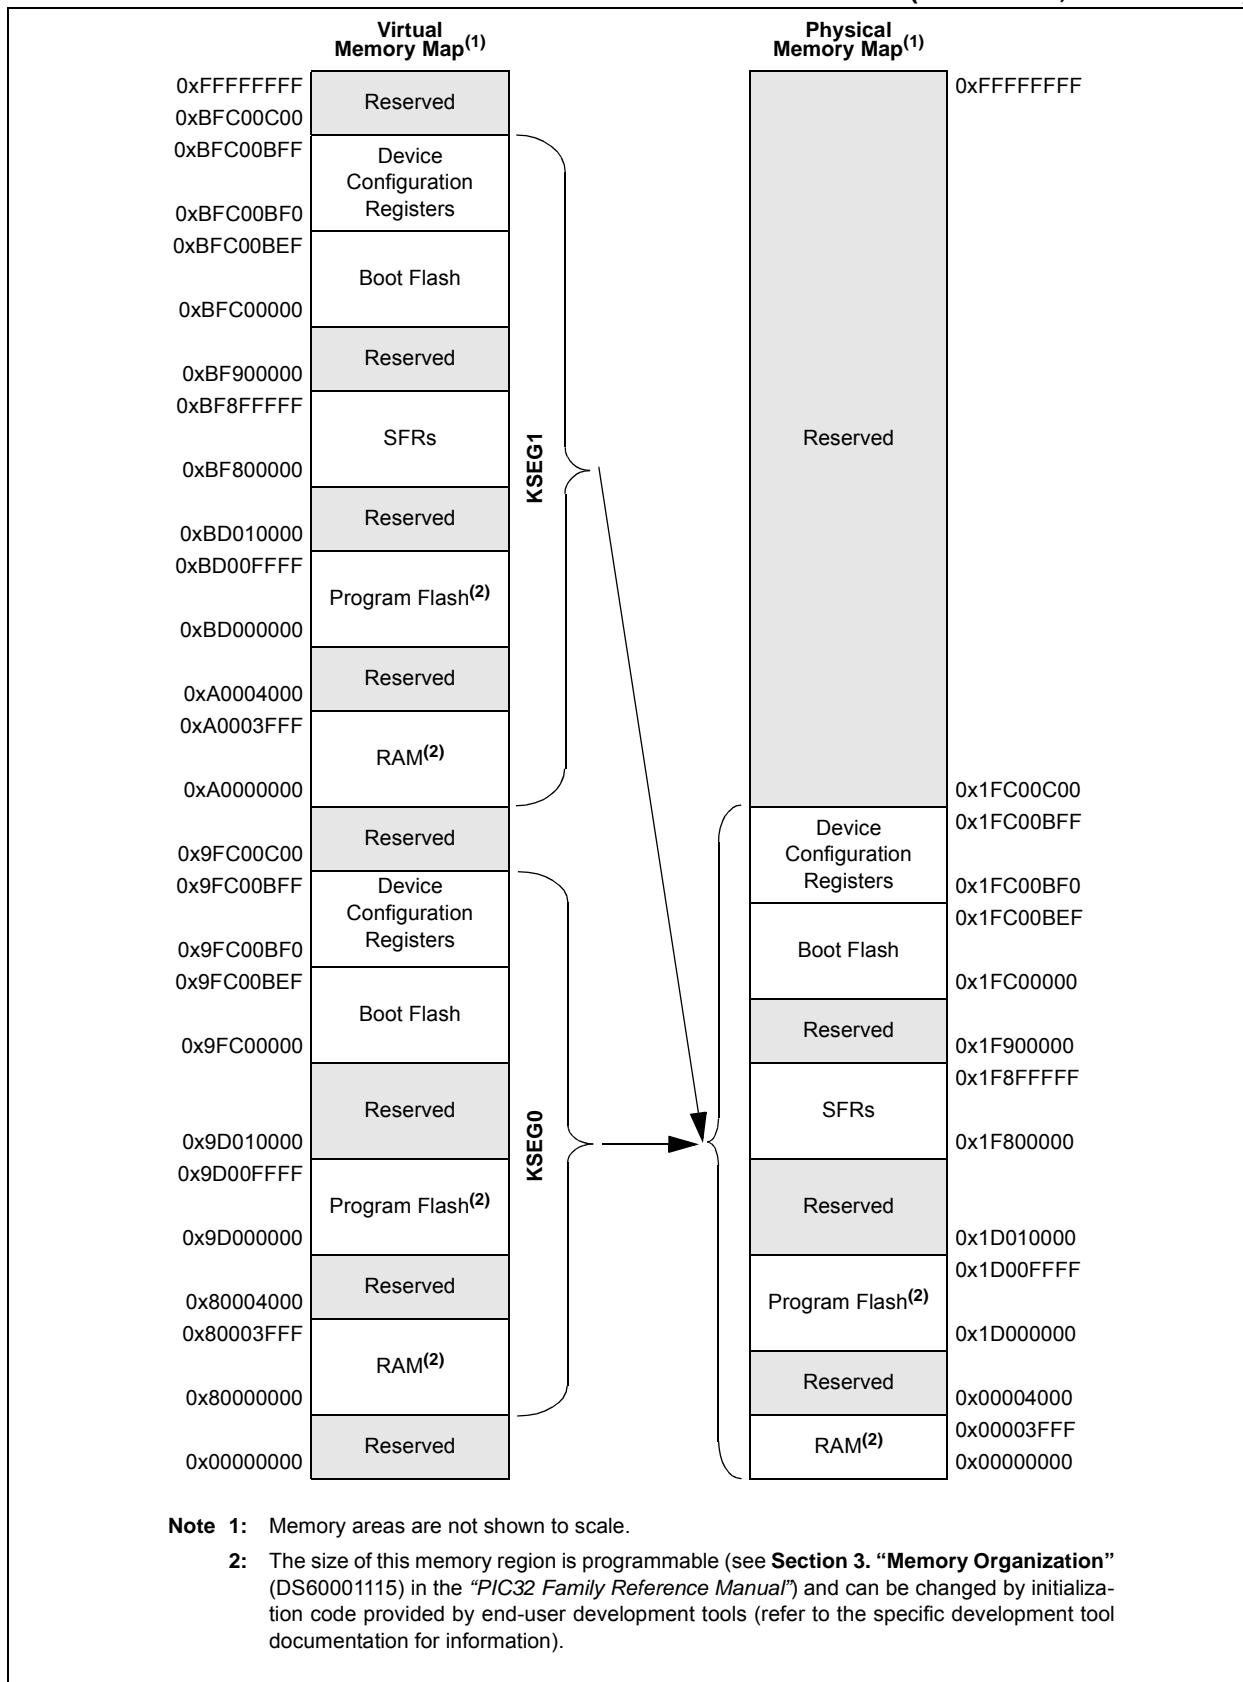 Virtual
Memory Map(1)
0xFFFFFFFF
Reserved
0xBFC00C00
0xBFC00BFF
Device
Configuration
Registers
0xBFC00BF0
0xBFC00BEF
Boot Flash
0xBFC00000
Reserved
0xBF900000
0xBF8FFFFF
SFRs
0xBF800000
Reserved
0xBD010000
0xBD00FFFF
Program Flash(2)
0xBD000000
Reserved
0xA0004000
0xA0003FFF
RAM(2)
0xA0000000
KSEG1
Reserved
0x9FC00C00
0x9FC00BFF
Device
Configuration
Registers
0x9FC00BF0
0x9FC00BEF
Boot Flash
0x9FC00000
Reserved
0x9D010000
0x9D00FFFF
Program Flash(2)
0x9D000000
Reserved
0x80004000
0x80003FFF
RAM(2)
0x80000000
KSEG0
Reserved
0x00000000
Physical
Memory Map(1)
0xFFFFFFFF
Reserved
0x1FC00C00
0x1FC00BFF
Device
Configuration
Registers
0x1FC00BF0
0x1FC00BEF
Boot Flash
0x1FC00000
Reserved
0x1F900000
0x1F8FFFFF
SFRs
0x1F800000
Reserved
0x1D010000
0x1D00FFFF
Program Flash(2)
0x1D000000
Reserved
0x00004000
0x00003FFF
RAM(2)
0x00000000
Note 1: Memory areas are not shown to scale.
2: The size of this memory region is programmable (see Section 3. “Memory Organization”
(DS60001115) in the “PIC32 Family Reference Manual”) and can be changed by initializa-
tion code provided by end-user development tools (refer to the specific development tool
documentation for information).